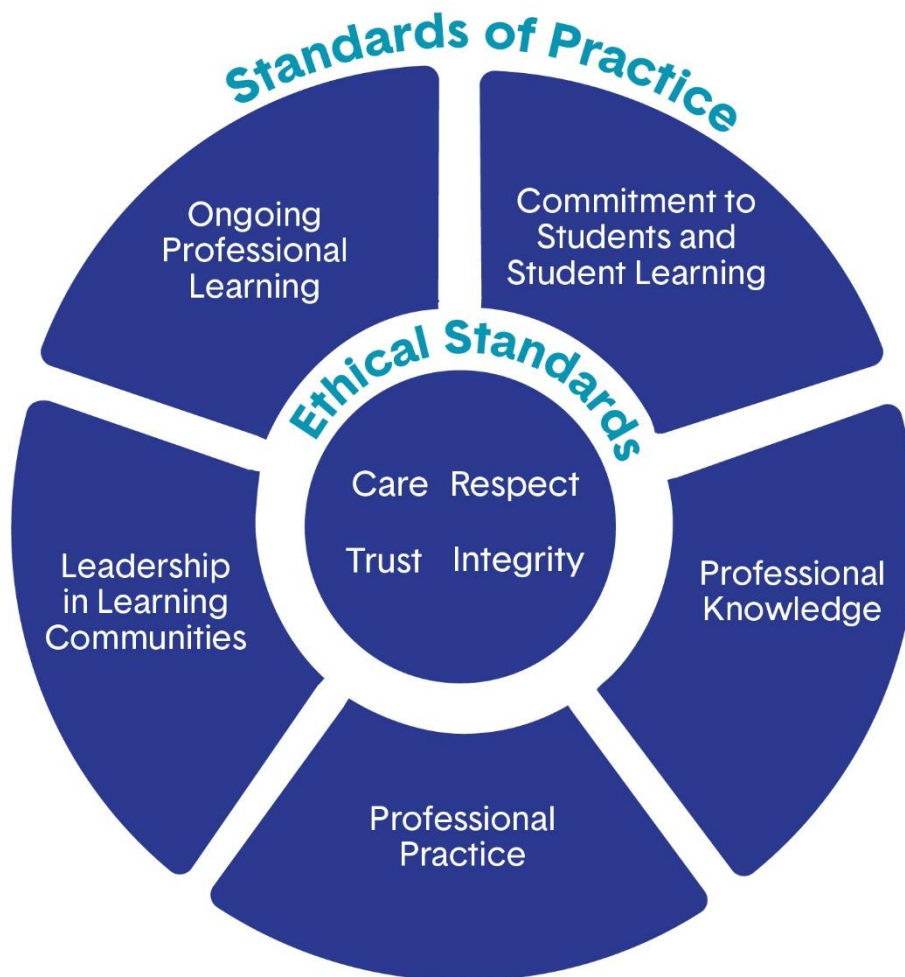 Standards of Practice
Ongoing
Professional
Learning
Commitment to
Students and
Student Learning
Ethical Standards
Care Respect
Trust Integrity
Leadership
in Learning
Communities
Professional
Knowledge
Professional
Practice